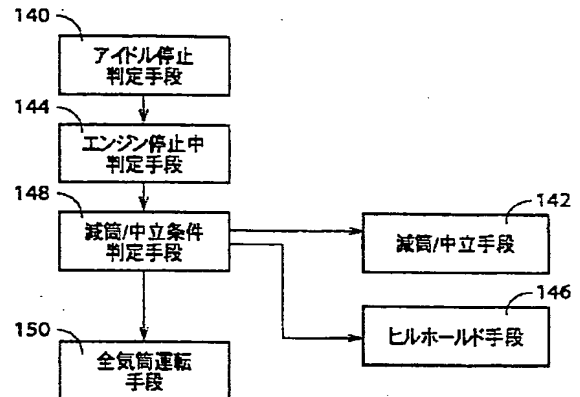 140
アイドル停止
判定手段
144
エンジン停止中
判定手段
148
減筒/中立条件
判定手段
142
減筒/中立手段
146
ヒルホールド手段
150
全気筒運転
手段